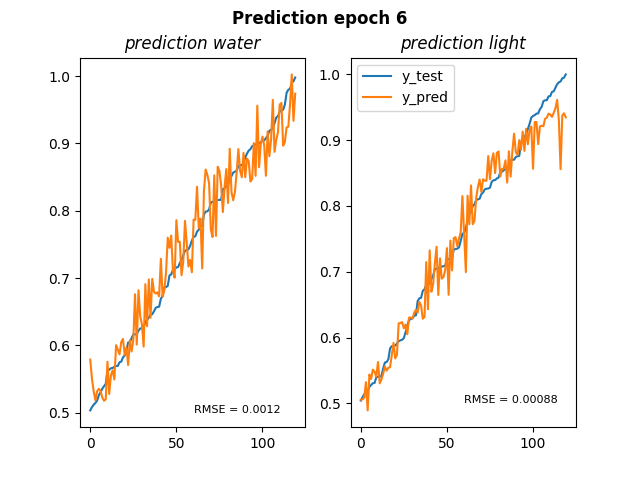 Prediction epoch 6
prediction water
1.0
0.9
0.8
0.7
0.6
0.5
0
50
100
RMSE = 0.0012
prediction light
y_test
y_pred
1.0
0.9
0.8
0.7
0.6
0.5
0
50
100
RMSE = 0.00088